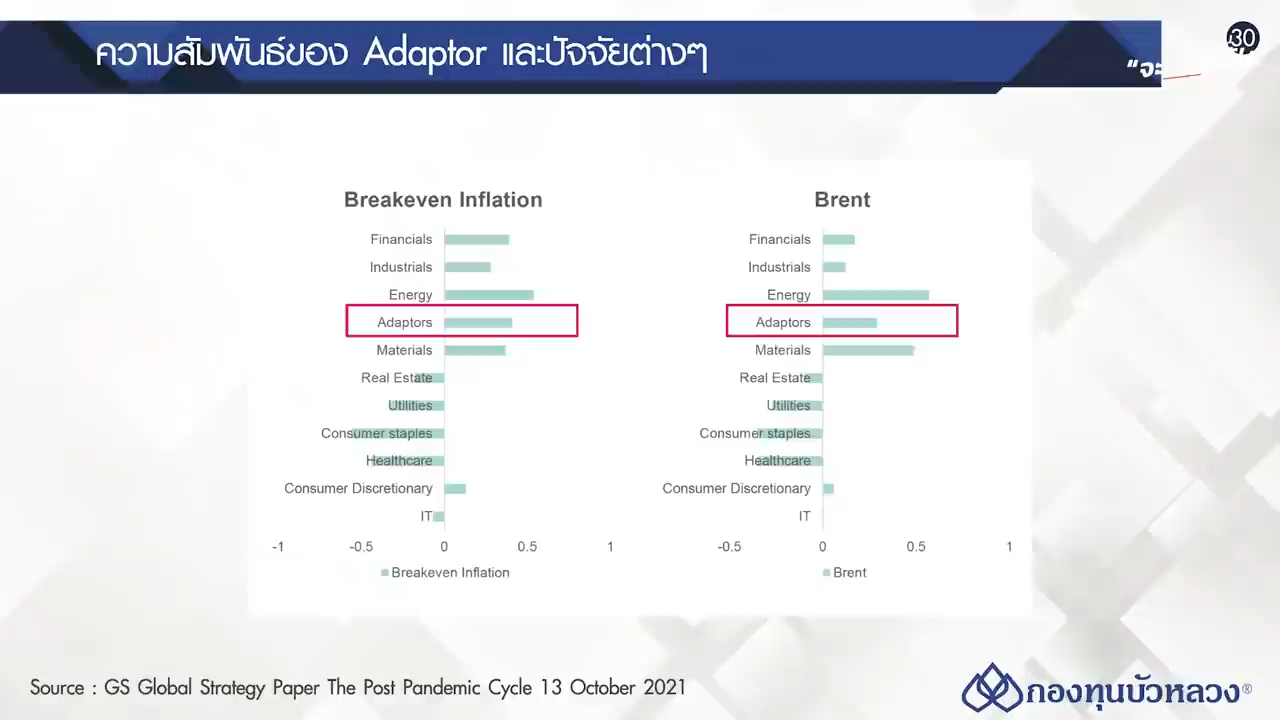 ความสัมพันธ์ของ Adaptor และปัจจัยต่างๆ
30
"จะ
Breakeven Inflation
Financials
Industrials
Energy
Adaptors
Materials
Real Estate
Utilities
Consumer staples
Healthcare
Consumer Discretionary
IT
-1 -0.5 0 0.5 1
Breakeven Inflation
Brent
Financials
Industrials
Energy
Adaptors
Materials
Real Estate
Utilities
Consumer staples
Healthcare
Consumer Discretionary
IT
-0.5 0 0.5 1
Brent
Source : GS Global Strategy Paper The Post Pandemic Cycle 13 October 2021
กองทุนบัวหลวง®